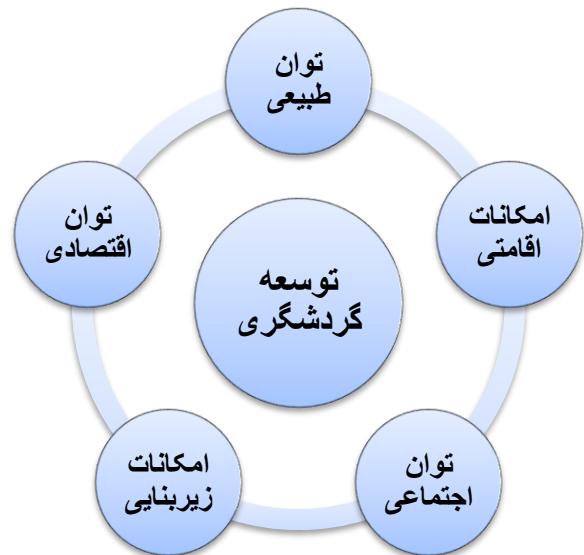 توان
طبیعی
امکانات
اقامتی
توان
اجتماعی
امکانات
زیربنایی
توان
اقتصادی
توسعه
گردشگری